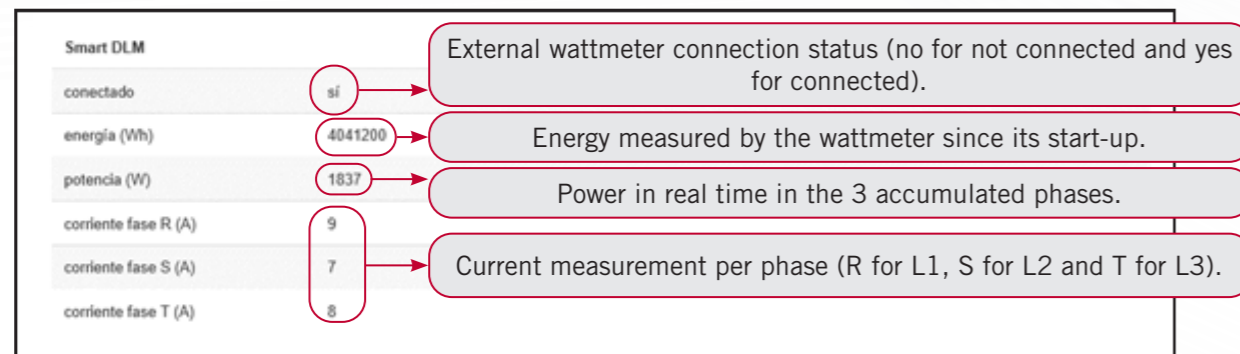 Smart DLM
External wattmeter connection status (no for not connected and yes
for connected).
conectado sí
energía (Wh) 4041200
Energy measured by the wattmeter since its start-up.
potencia (W) 1837
Power in real time in the 3 accumulated phases.
corriente fase R (A) 9
corriente fase S (A) 7
Current measurement per phase (R for L1, S for L2 and T for L3).
corriente fase T (A) 8